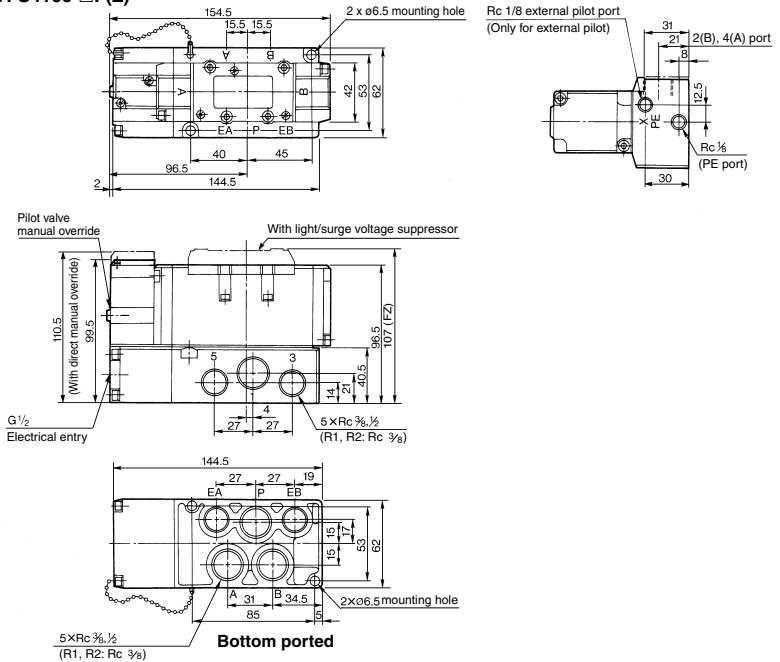 154.5
15.5
15.5
2 x ø6.5 mounting hole
A
B
A
B
42
53
62
EA
P
EB
40
45
96.5
2
144.5
Rc 1/8 external pilot port
(Only for external pilot)
31
21
2(B), 4(A) port
8
12.5
X
PE
Rc 1/8
(PE port)
30
Pilot valve
manual override
With light/surge voltage suppressor
110.5
(With direct manual override)
99.5
5
3
96.5
107 (FZ)
40.5
21
14
4
27
27
G1/2
Electrical entry
5×Rc 3/8,1/2
(R1, R2: Rc 3/8)
144.5
27
27
19
EA
P
EB
15
17
15
53
62
A
31
B
34.5
85
5
2×ø6.5 mounting hole
5×Rc 3/8,1/2
(R1, R2: Rc 3/8)
Bottom ported